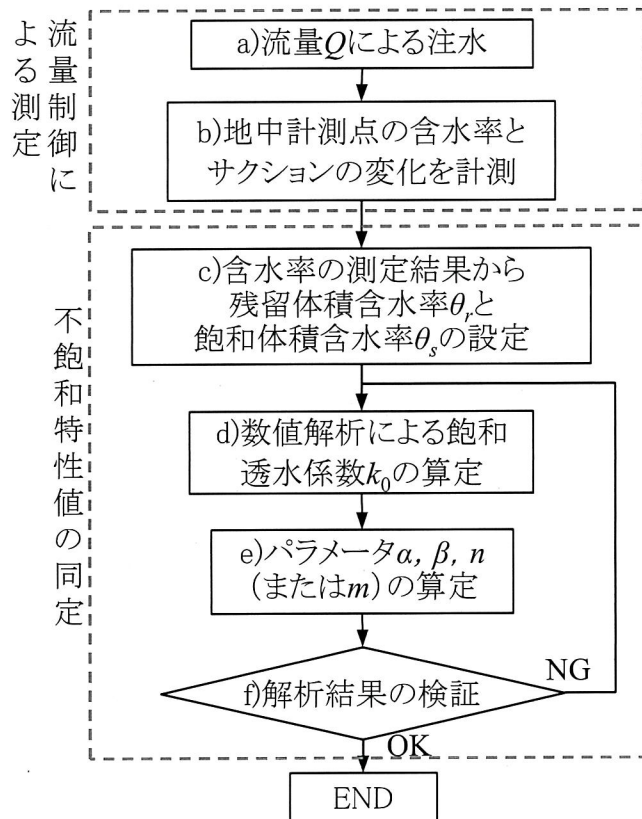 流量制御に
よる測定
a)流量Qによる注水
b)地中計測点の含水率と
サクションの変化を計測
不飽和特性値の同定
c)含水率の測定結果から
残留体積含水率θrと
飽和体積含水率θsの設定
d)数値解析による飽和
透水係数k0の算定
e)パラメータα, β, n
(またはm)の算定
f)解析結果の検証
NG
OK
END